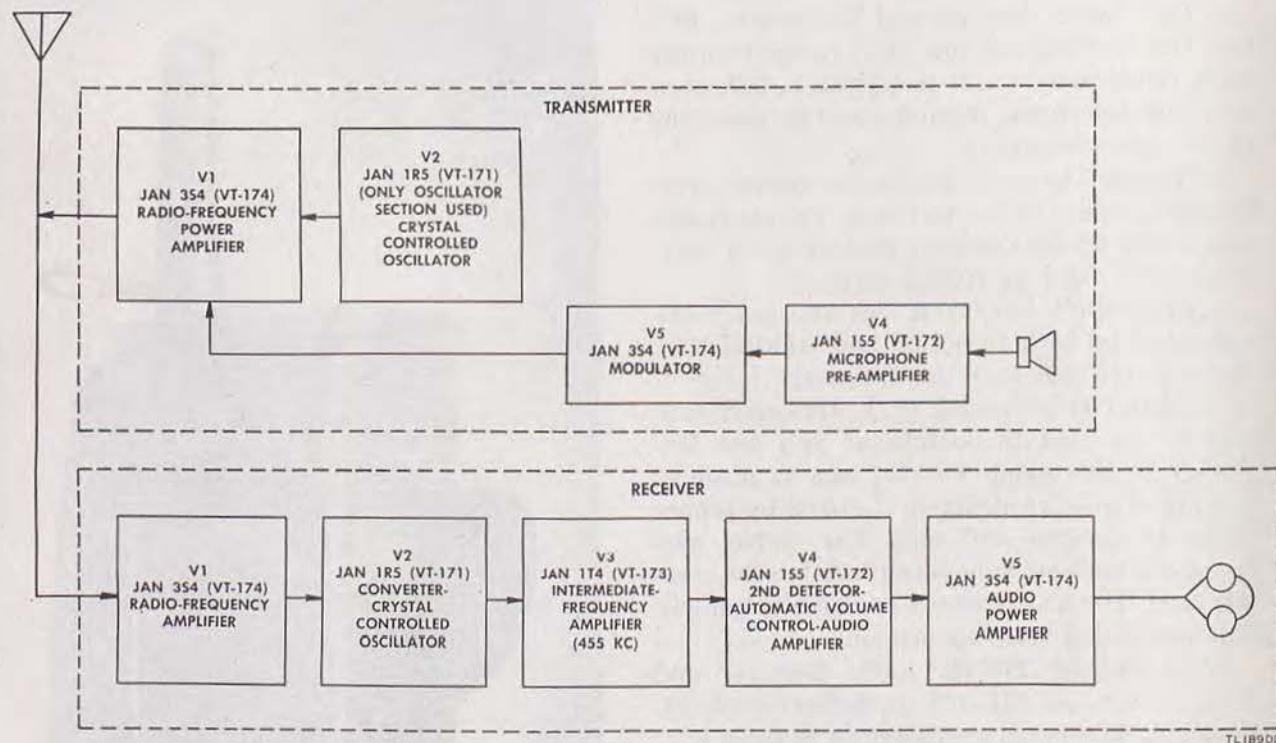 TRANSMITTER
V1
JAN 3S4 (VT-174)
RADIO-FREQUENCY
POWER
AMPLIFIER
V2
JAN 1R5 (VT-171)
(ONLY OSCILLATOR
SECTION USED)
CRYSTAL
CONTROLLED
OSCILLATOR
V5
JAN 3S4 (VT-174)
MODULATOR
V4
JAN 1S5 (VT-172)
MICROPHONE
PRE-AMPLIFIER
RECEIVER
V1
JAN 3S4 (VT-174)
RADIO-FREQUENCY
AMPLIFIER
V2
JAN 1R5 (VT-171)
CONVERTER-
CRYSTAL
CONTROLLED
OSCILLATOR
V3
JAN 1T4 (VT-173)
INTERMEDIATE-
FREQUENCY
AMPLIFIER
(455 KC)
V4
JAN 1S5 (VT-172)
2ND DETECTOR-
AUTOMATIC VOLUME
CONTROL-AUDIO
AMPLIFIER
V5
JAN 3S4 (VT-174)
AUDIO
POWER
AMPLIFIER